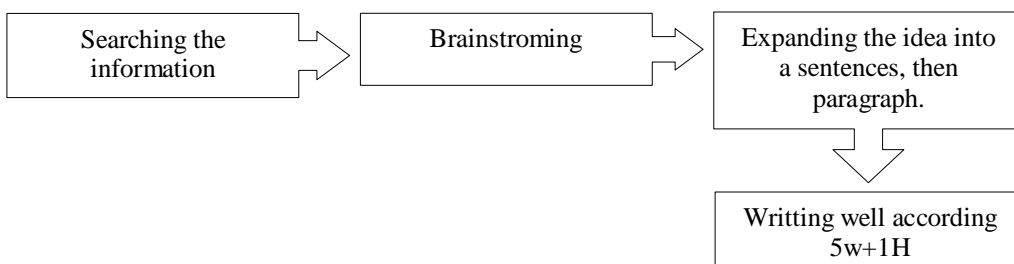 Searching the
information
Brainstroming
Expanding the idea into
a sentences, then
paragraph.
Writting well according
5w+1H